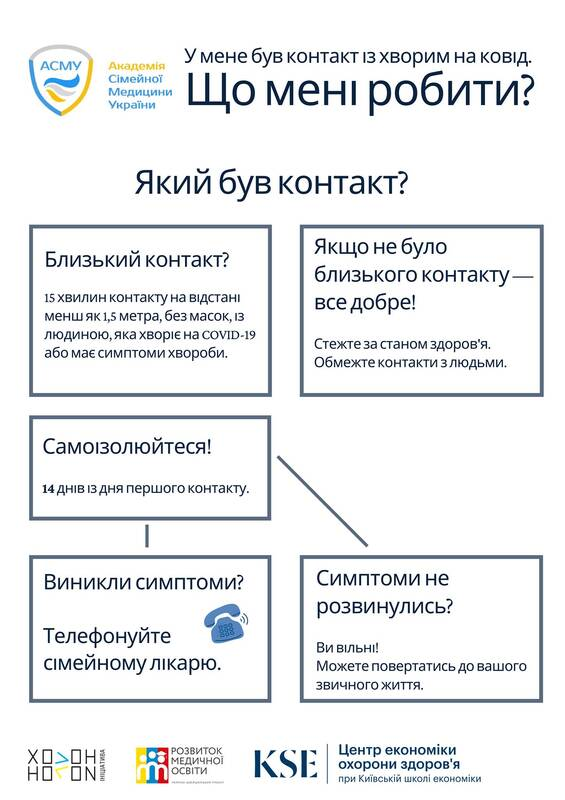 АСМУ
Академія
Сімейної
Медицини
України
У мене був контакт із хворим на ковід.
Що мені робити?
Який був контакт?
Близький контакт?
15 хвилин контакту на відстані
менш як 1,5 метра, без масок, із
людиною, яка хворіє на COVID-19
або має симптоми хвороби.
Якщо не було
близького контакту —
все добре!
Стежте за станом здоров'я.
Обмежте контакти з людьми.
Самоізолюйтеся!
14 днів із дня першого контакту.
Виникли симптоми?
Телефонуйте
сімейному лікарю.
Симптоми не
розвинулись?
Ви вільні!
Можете повертатись до вашого
звичного життя.
ІНІЦІАТИВА
РОЗВИТОК
МЕДИЧНОЇ
ОСВІТИ
KSE
Центр економіки
охорони здоров'я
при Київській школі економіки